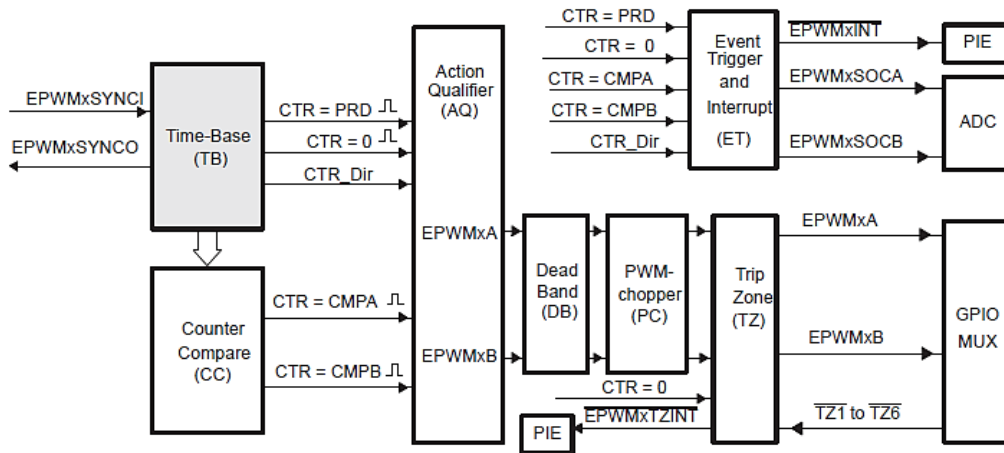 EPWMxSYNCI
EPWMxSYNCO
Time-Base
(TB)
CTR = PRD
CTR = 0
CTR_Dir
Counter
Compare
(CC)
CTR = CMPA
CTR = CMPB
Action
Qualifier
(AQ)
EPWMxA
EPWMxB
CTR = PRD
CTR = 0
CTR = CMPA
CTR = CMPB
CTR_Dir
Event
Trigger
and
Interrupt
(ET)
EPWMxINT
EPWMxSOCA
EPWMxSOCB
PIE
ADC
Dead
Band
(DB)
PWM-
chopper
(PC)
Trip
Zone
(TZ)
CTR = 0
EPWMxTZINT
PIE
EPWMxA
EPWMxB
TZ1 to TZ6
GPIO
MUX